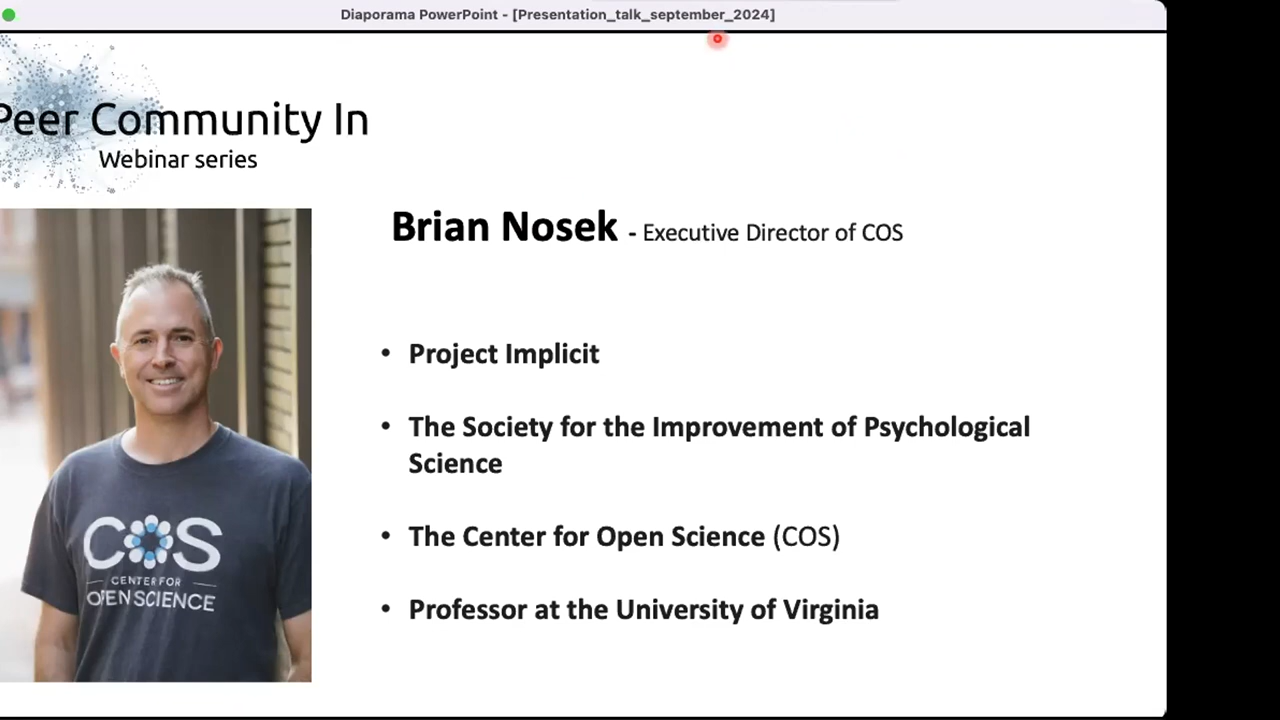 Diaporama PowerPoint - [Presentation_talk_september_2024]
Peer Community In
Webinar series
Brian Nosek - Executive Director of COS
• Project Implicit
• The Society for the Improvement of Psychological
Science
• The Center for Open Science (COS)
• Professor at the University of Virginia
COS
CENTER FOR
OPEN SCIENCE